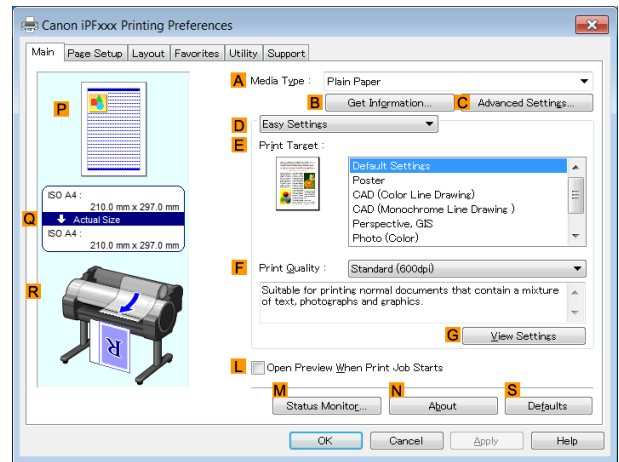 Canon iPFxxx Printing Preferences
Main Page Setup Layout Favorites Utility Support
A Media Type : Plain Paper
B Get Information... C Advanced Settings...
D Easy Settings
E Print Target :
Default Settings
Poster
CAD (Color Line Drawing)
CAD (Monochrome Line Drawing )
Perspective, GIS
Photo (Color)
P
ISO A4 :
210.0 mm x 297.0 mm
Q Actual Size
ISO A4 :
210.0 mm x 297.0 mm
F Print Quality : Standard (600dpi)
Suitable for printing normal documents that contain a mixture
of text, photographs and graphics.
R
R
G View Settings
L Open Preview When Print Job Starts
M N S
Status Monitor... About Defaults
OK Cancel Apply Help